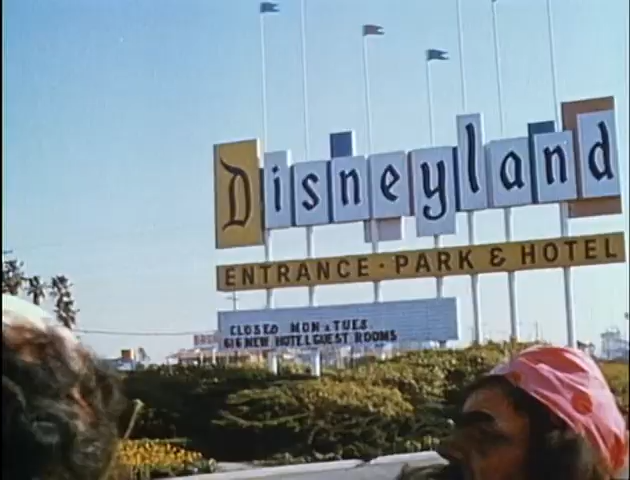 Disneyland
ENTRANCE · PARK & HOTEL
CLOSED MON & TUES.
616 NEW HOTEL GUEST ROOMS